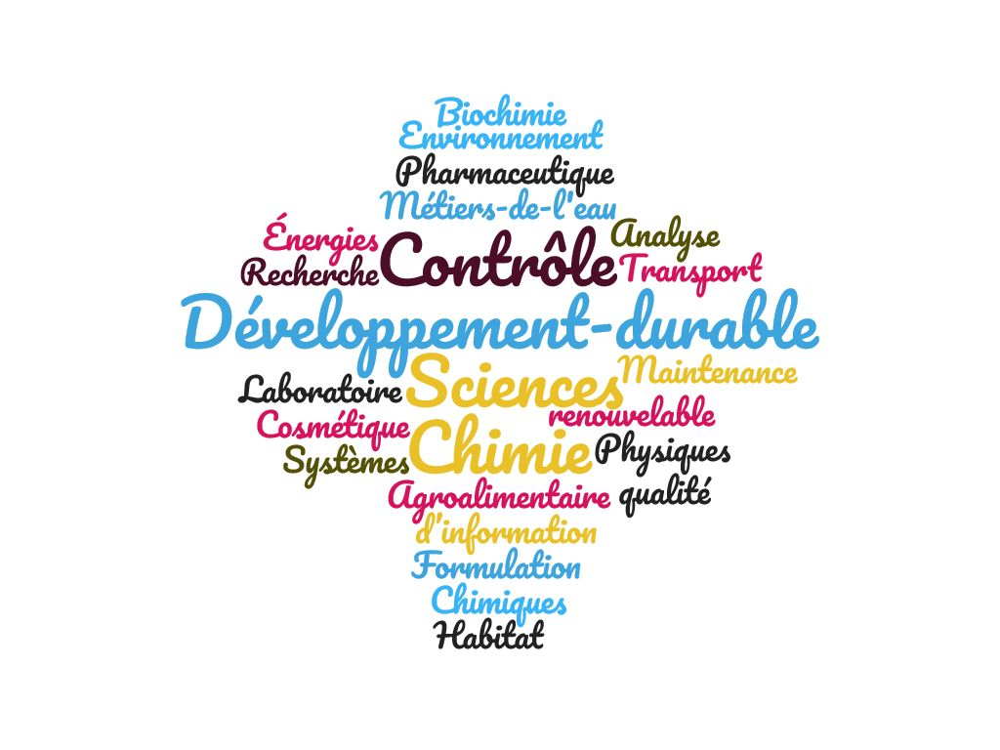 Biochimie
Environnement
Pharmaceutique
Métiers-de-l'eau
Énergies
Analyse
Recherche
Contrôle
Transport
Développement-durable
Sciences
Maintenance
Laboratoire
renouvelable
Cosmétique
Chimie
Physiques
Systèmes
Agroalimentaire
qualité
d’information
Formulation
Chimiques
Habitat